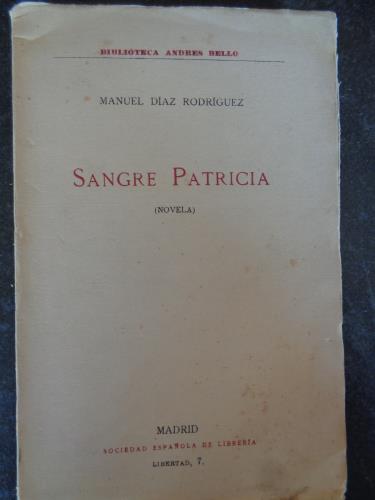 BIBLIOTECA ANDRES BELLO
MANUEL DÍAZ RODRÍGUEZ
SANGRE PATRICIA
(NOVELA)
MADRID
SOCIEDAD ESPAÑOLA DE LIBRERÍA
LIBERTAD, 7.